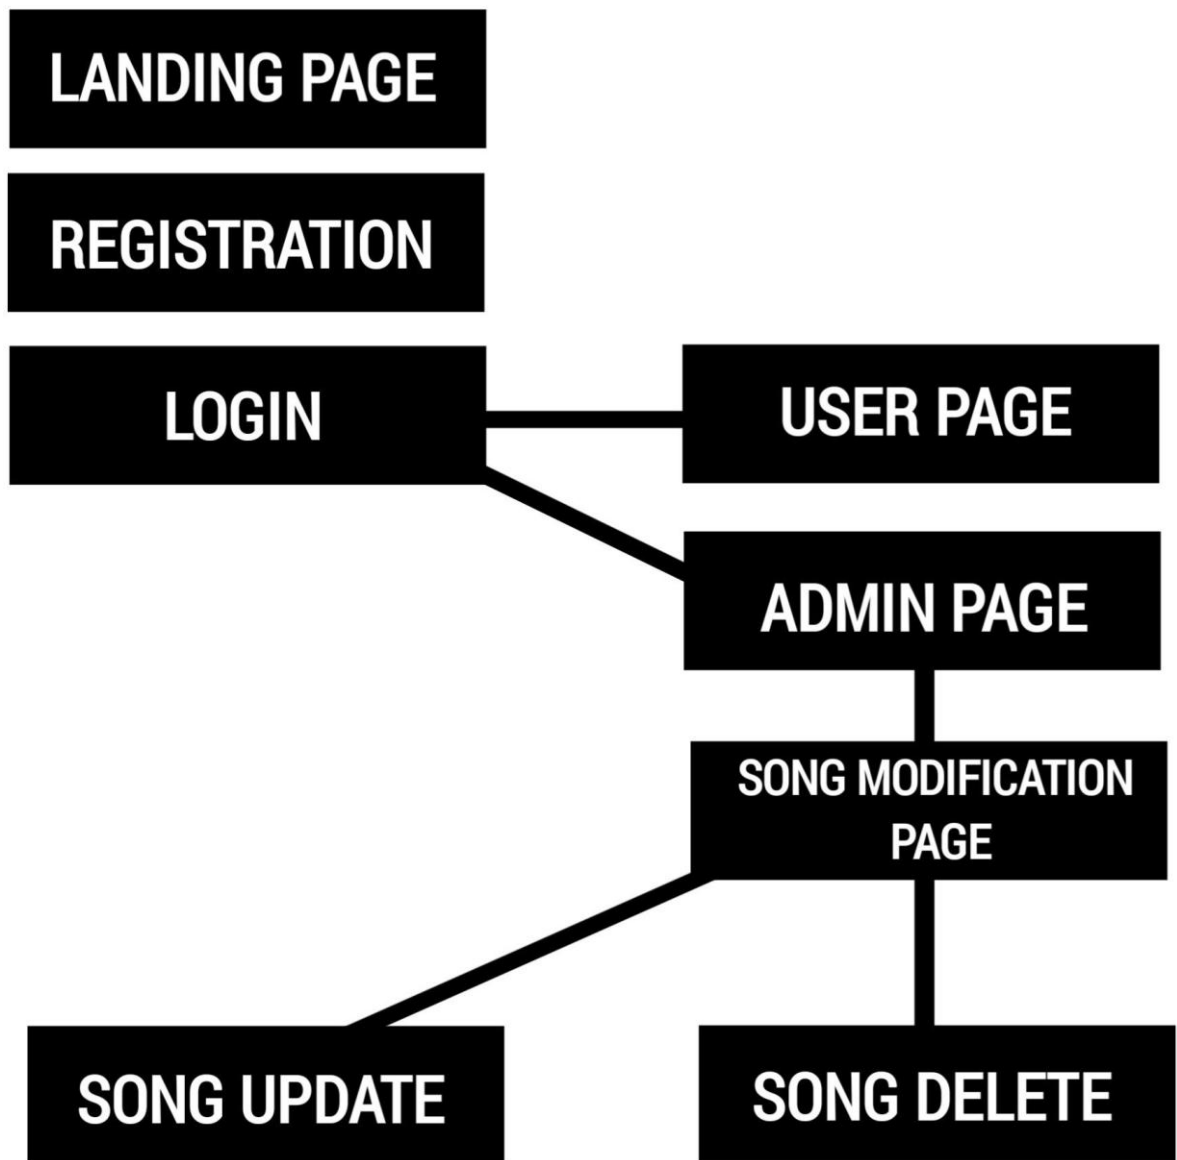 LANDING PAGE
REGISTRATION
LOGIN
USER PAGE
ADMIN PAGE
SONG MODIFICATION
PAGE
SONG UPDATE
SONG DELETE